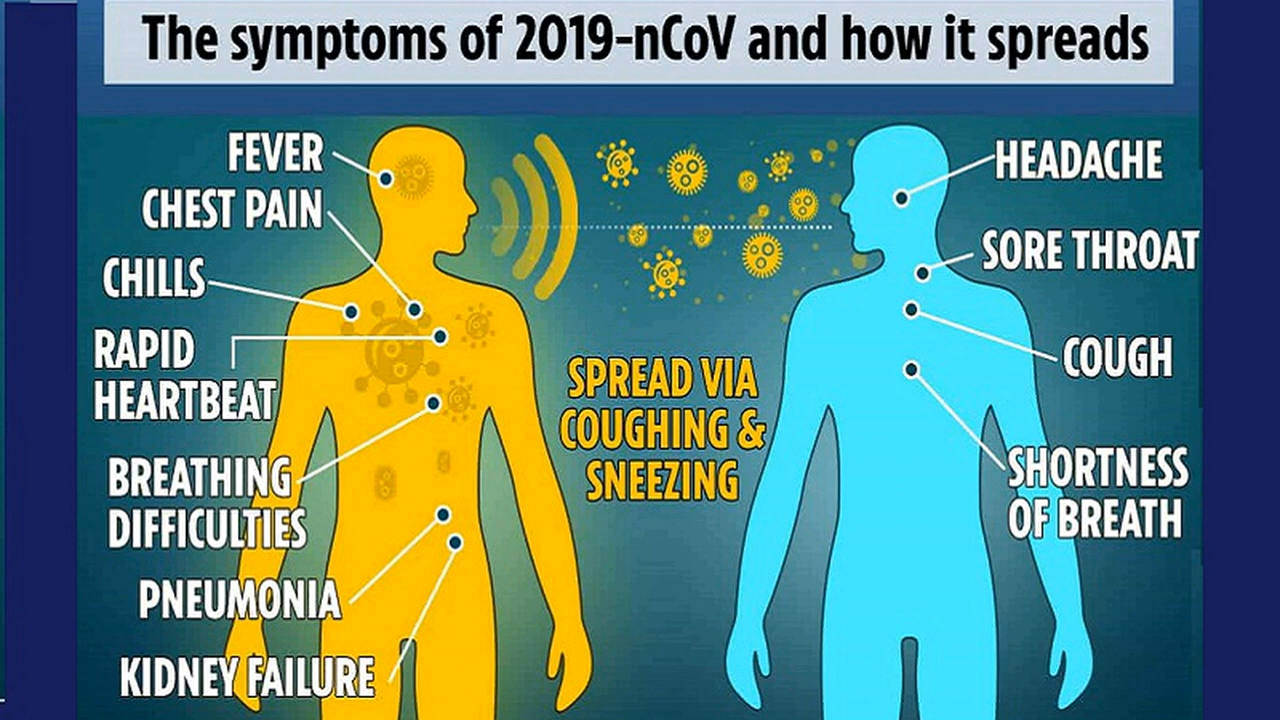 The symptoms of 2019-nCoV and how it spreads
FEVER
CHEST PAIN
CHILLS
RAPID
HEARTBEAT
BREATHING
DIFFICULTIES
PNEUMONIA
KIDNEY FAILURE
SPREAD VIA
COUGHING &
SNEEZING
HEADACHE
SORE THROAT
COUGH
SHORTNESS
OF BREATH